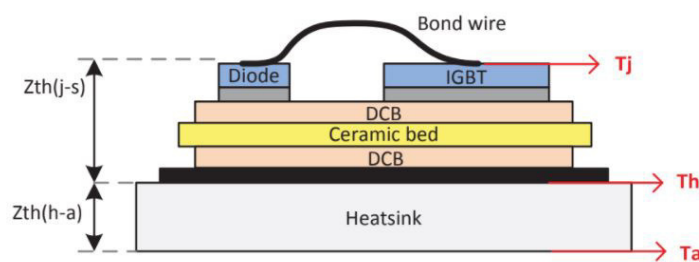 Bond wire
Zth(j-s)
Diode
IGBT
Tj
DCB
Ceramic bed
DCB
Th
Zth(h-a)
Heatsink
Ta